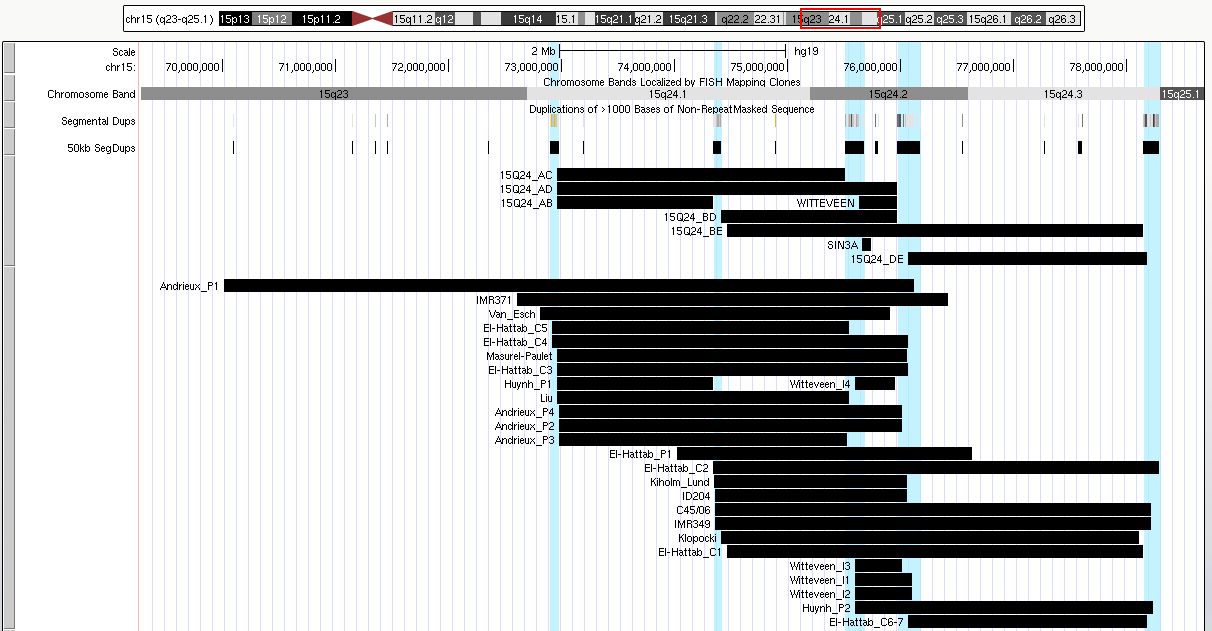 chr15 (q23-q25.1) 15p13 15p12 15p11.2 15q11.2 q12 15q14 15.1 15q21.1 q21.2 15q21.3 q22.2 22.31 15q23 24.1 q25.1 q25.2 q25.3 15q26.1 q26.2 q26.3
Scale 2 Mb hg19
chr15: 70,000,000 71,000,000 72,000,000 73,000,000 74,000,000 75,000,000 76,000,000 77,000,000 78,000,000
Chromosome Bands Localized by FISH Mapping Clones
Chromosome Band 15q23 15q24.1 15q24.2 15q24.3 15q25.1
Duplications of >1000 Bases of Non-RepeatMasked Sequence
Segmental Dups
50kb SegDups
15Q24_AC
15Q24_AD
15Q24_AB WITTEVEEN
15Q24_BD
15Q24_BE
SIN3A
15Q24_DE
Andrieux_P1
IMR371
Van_Esch
El-Hattab_C5
El-Hattab_C4
Masurel-Paulet
El-Hattab_C3
Huynh_P1 Witteveen_I4
Liu
Andrieux_P4
Andrieux_P2
Andrieux_P3
El-Hattab_P1
El-Hattab_C2
Kiholm_Lund
ID204
C45/06
IMR349
Klopocki
El-Hattab_C1
Witteveen_I3
Witteveen_I1
Witteveen_I2
Huynh_P2
El-Hattab_C6-7